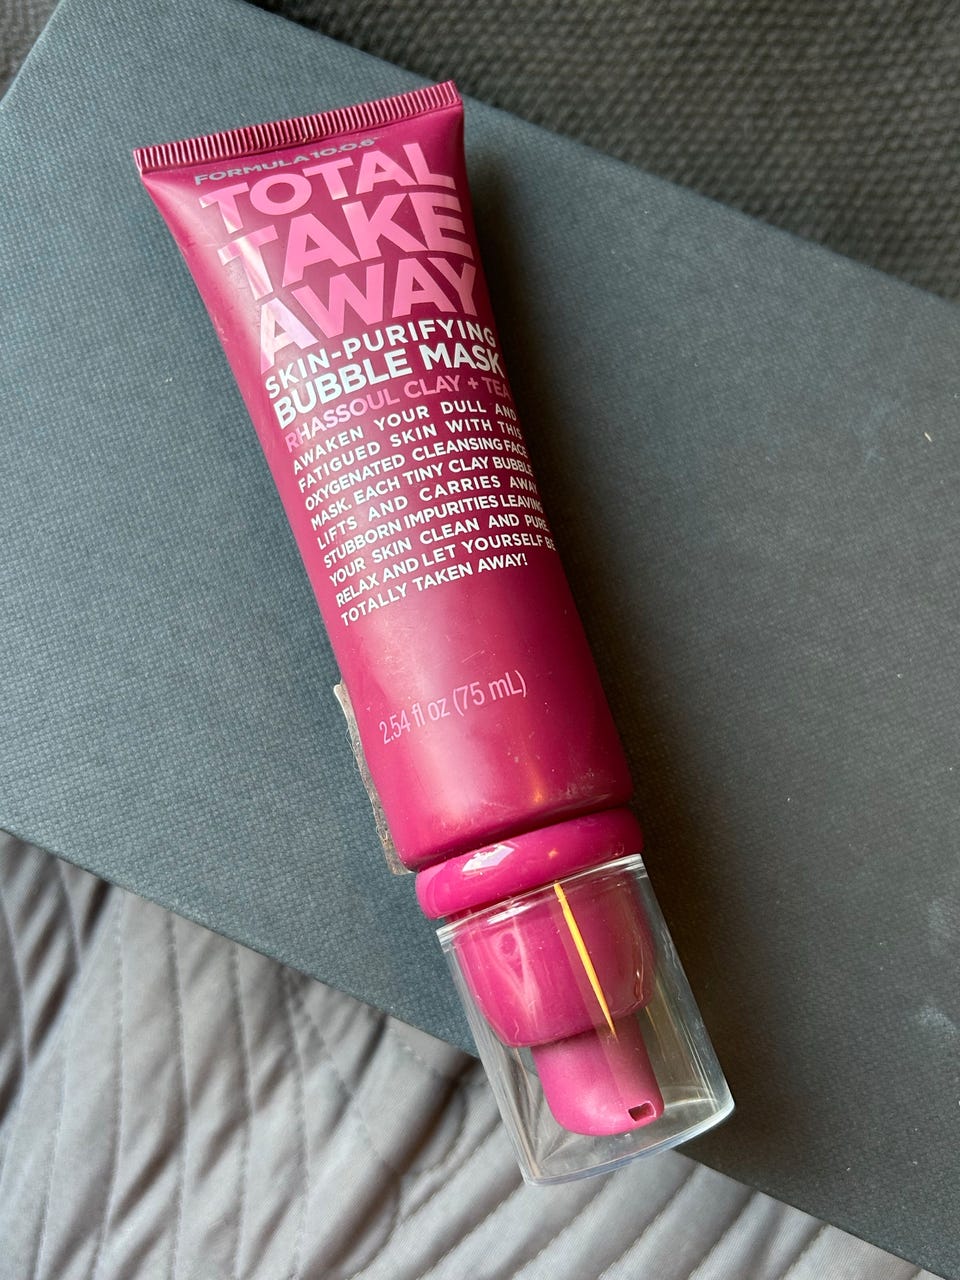 FORMULA 10.0.6™
TOTAL
TAKE
AWAY
SKIN-PURIFYING
BUBBLE MASK
RHASSOUL CLAY + TEA
AWAKEN YOUR DULL AND
FATIGUED SKIN WITH THIS
OXYGENATED CLEANSING FACE
MASK. EACH TINY CLAY BUBBLE
LIFTS AND CARRIES AWAY
STUBBORN IMPURITIES LEAVING
YOUR SKIN CLEAN AND PURE.
RELAX AND LET YOURSELF BE
TOTALLY TAKEN AWAY!
2.54 fl oz (75 mL)